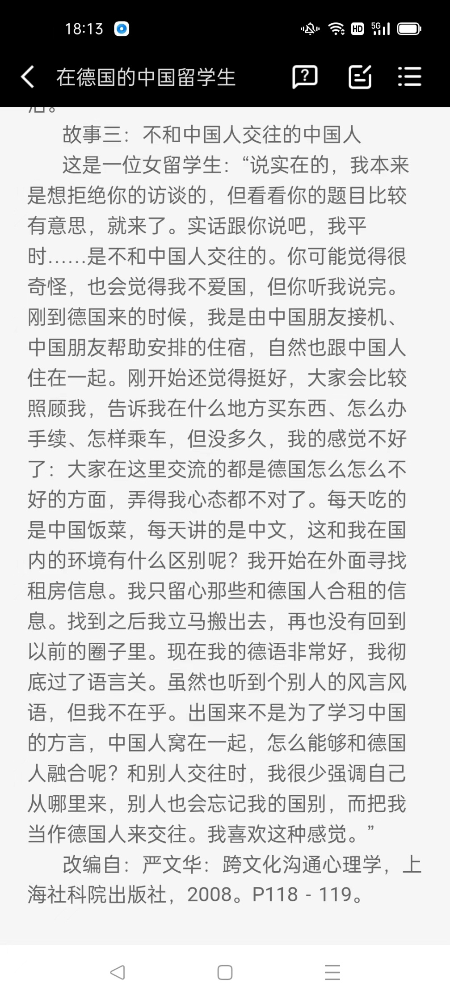 18:13
HD
5G
在德国的中国留学生
故事三：不和中国人交往的中国人
这是一位女留学生：“说实在的，我本来
是想拒绝你的访谈的，但看看你的题目比较
有意思，就来了。实话跟你说吧，我平
时……是不和中国人交往的。你可能觉得很
奇怪，也会觉得我不爱国，但你听我说完。
刚到德国来的时候，我是由中国朋友接机、
中国朋友帮助安排的住宿，自然也跟中国人
住在一起。刚开始还觉得挺好，大家会比较
照顾我，告诉我在什么地方买东西、怎么办
手续、怎样乘车，但没多久，我的感觉不好
了：大家在这里交流的都是德国怎么怎么不
好的方面，弄得我心态都不对了。每天吃的
是中国饭菜，每天讲的是中文，这和我在国
内的环境有什么区别呢？我开始在外面寻找
租房信息。我只留心那些和德国人合租的信
息。找到之后我立马搬出去，再也没有回到
以前的圈子里。现在我的德语非常好，我彻
底过了语言关。虽然也听到个别人的风言风
语，但我不在乎。出国来不是为了学习中国
的方言，中国人窝在一起，怎么能够和德国
人融合呢？和别人交往时，我很少强调自己
从哪里来，别人也会忘记我的国别，而把我
当作德国人来交往。我喜欢这种感觉。”
改编自：严文华：跨文化沟通心理学，上
海社科院出版社，2008。P118 - 119。